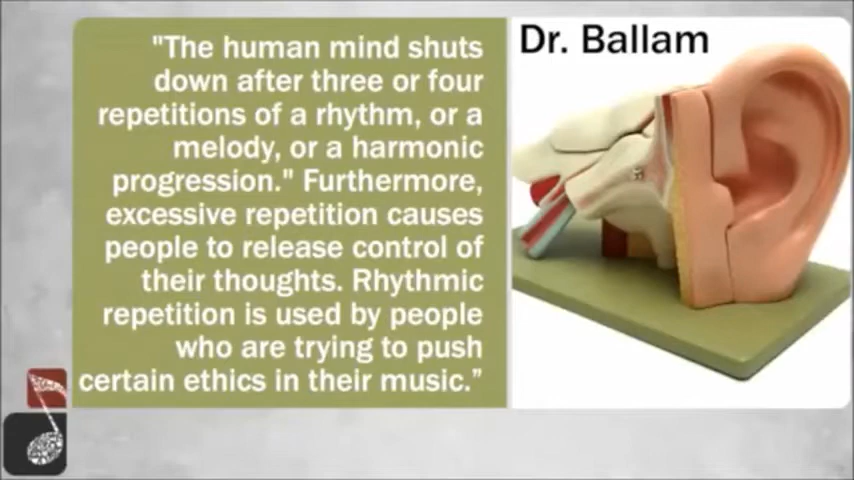 "The human mind shuts
down after three or four
repetitions of a rhythm, or a
melody, or a harmonic
progression." Furthermore,
excessive repetition causes
people to release control of
their thoughts. Rhythmic
repetition is used by people
who are trying to push
certain ethics in their music.”
Dr. Ballam